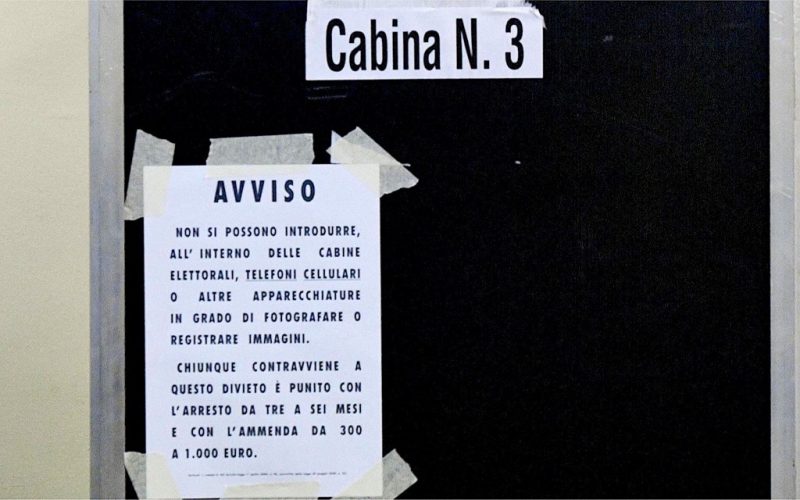 Cabina N. 3
AVVISO
NON SI POSSONO INTRODURRE,
ALL' INTERNO DELLE CABINE
ELETTORALI, TELEFONI CELLULARI
O ALTRE APPARECCHIATURE
IN GRADO DI FOTOGRAFARE O
REGISTRARE IMMAGINI.
CHIUNQUE CONTRAVVIENE A
QUESTO DIVIETO È PUNITO CON
L'ARRESTO DA TRE A SEI MESI
E CON L'AMMENDA DA 300
A 1.000 EURO.